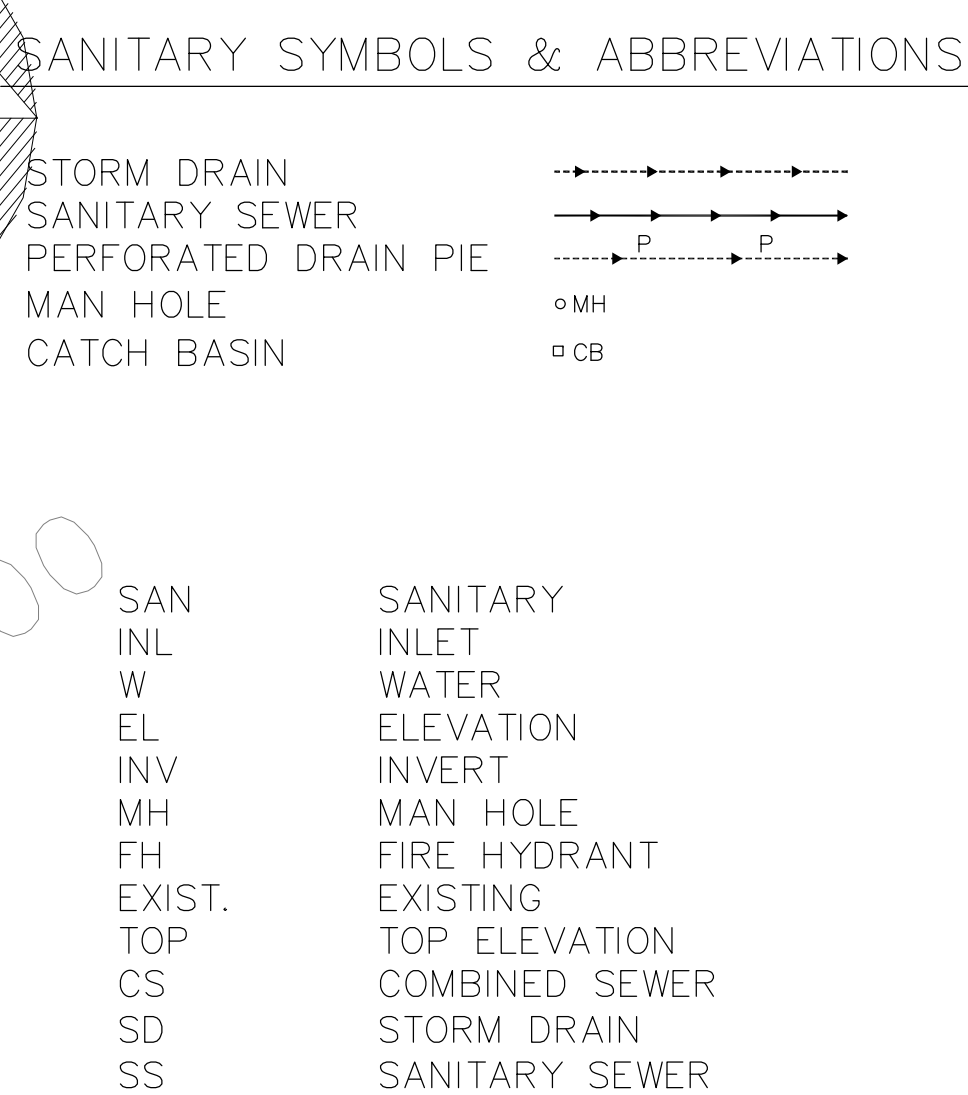 SANITARY SYMBOLS & ABBREVIATIONS
STORM DRAIN
SANITARY SEWER
PERFORATED DRAIN PIE P P
MAN HOLE MH
CATCH BASIN CB
SAN SANITARY
INL INLET
W WATER
EL ELEVATION
INV INVERT
MH MAN HOLE
FH FIRE HYDRANT
EXIST. EXISTING
TOP TOP ELEVATION
CS COMBINED SEWER
SD STORM DRAIN
SS SANITARY SEWER